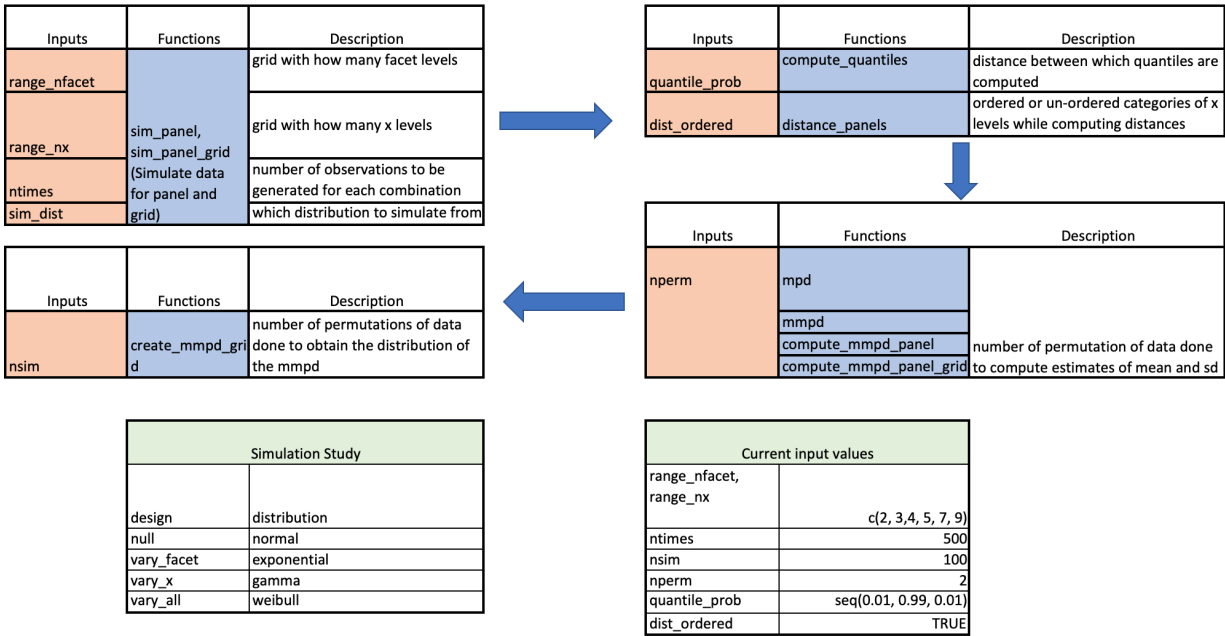 Inputs Functions Description
range_nfacet
grid with how many facet levels
range_nx
grid with how many x levels
sim_panel,
sim_panel_grid
(Simulate data
for panel and
grid)
ntimes
number of observations to be
generated for each combination
sim_dist
which distribution to simulate from
Inputs Functions Description
quantile_prob
compute_quantiles
distance between which quantiles are
computed
dist_ordered
distance_panels
ordered or un-ordered categories of x
levels while computing distances
Inputs Functions Description
nperm
mpd
mmpd
compute_mmpd_panel
compute_mmpd_panel_grid
number of permutation of data done
to compute estimates of mean and sd
Inputs Functions Description
nsim
create_mmpd_gri
d
number of permutations of data
done to obtain the distribution of
the mmpd
Simulation Study
design distribution
null normal
vary_facet exponential
vary_x gamma
vary_all weibull
Current input values
range_nfacet,
range_nx
c(2, 3,4, 5, 7, 9)
ntimes 500
nsim 100
nperm 2
quantile_prob seq(0.01, 0.99, 0.01)
dist_ordered TRUE